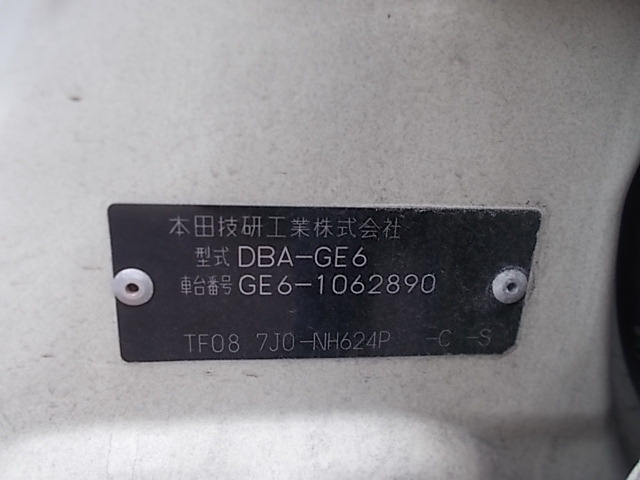 本田技研工業株式会社
型式 DBA-GE6
車台番号 GE6-1062890
TF08 7J0-NH624P -C -S